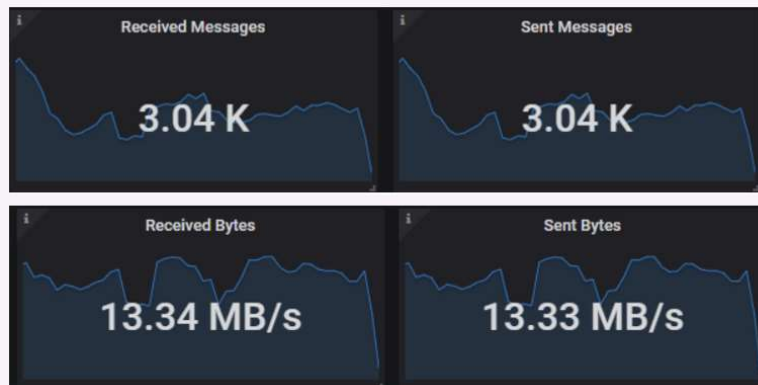 Received Messages
Sent Messages
3.04 K
3.04 K
Received Bytes
Sent Bytes
13.34 MB/s
13.33 MB/s